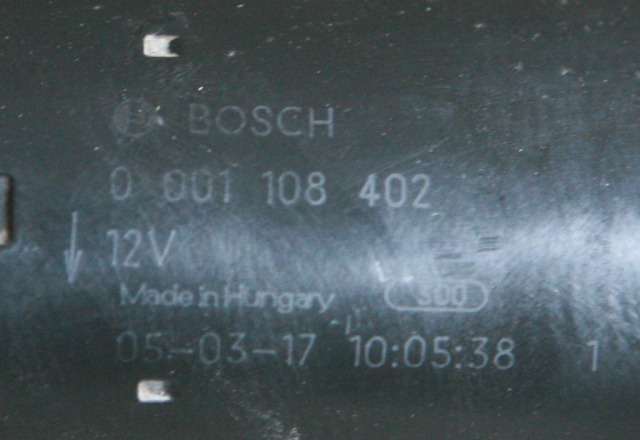 BOSCH
0 001 108 402
12V
Made in Hungary 300
05-03-17 10:05:38 1